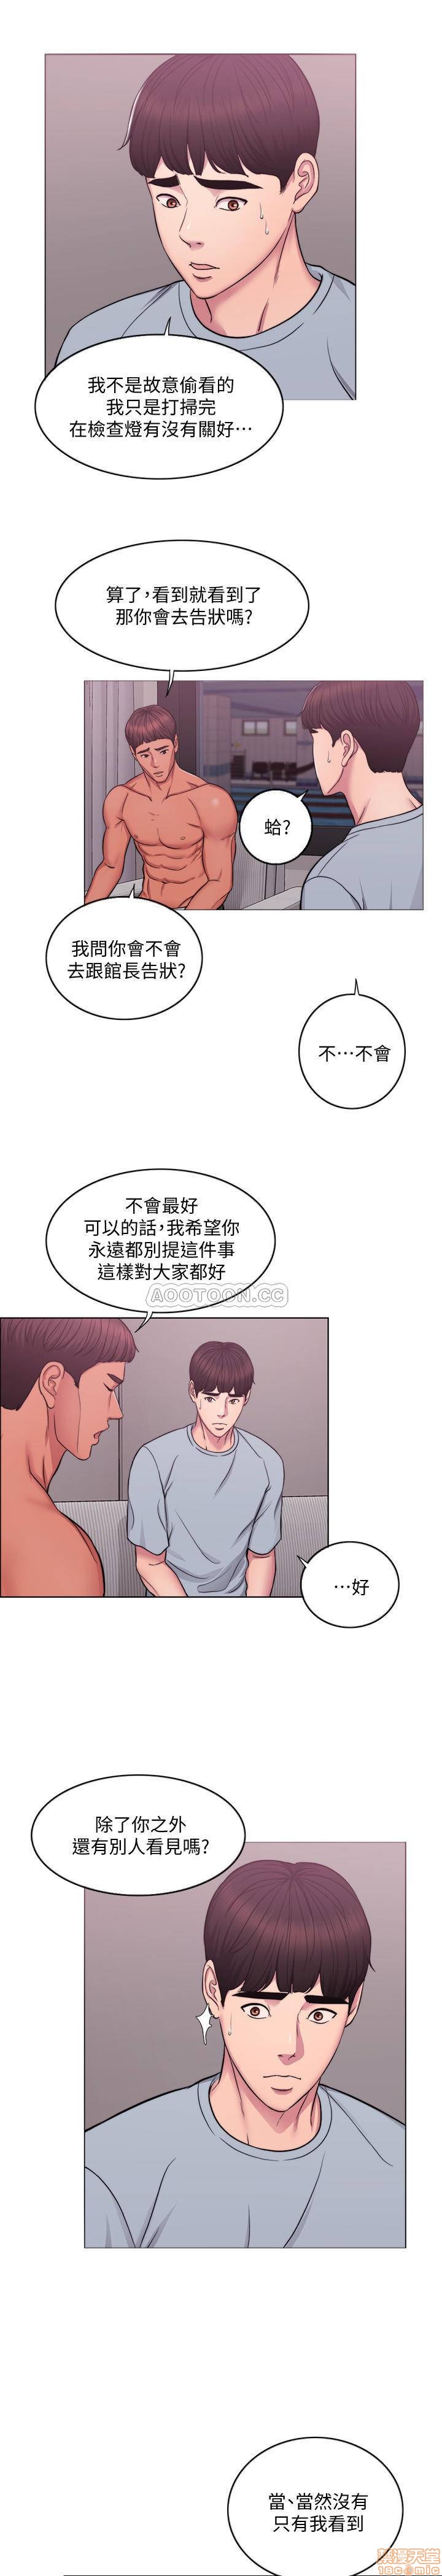 我不是故意偷看的
我只是打掃完
在檢查燈有沒有關好…
算了，看到就看到了
那你會去告狀嗎？
蛤？
我問你會不會
去跟館長告狀？
不…不會
不會最好
可以的話，我希望你
永遠都別提這件事
這樣對大家都好
AOOTOON.CC
…好
除了你之外
還有別人看見嗎？
當、當然沒有
只有我看到